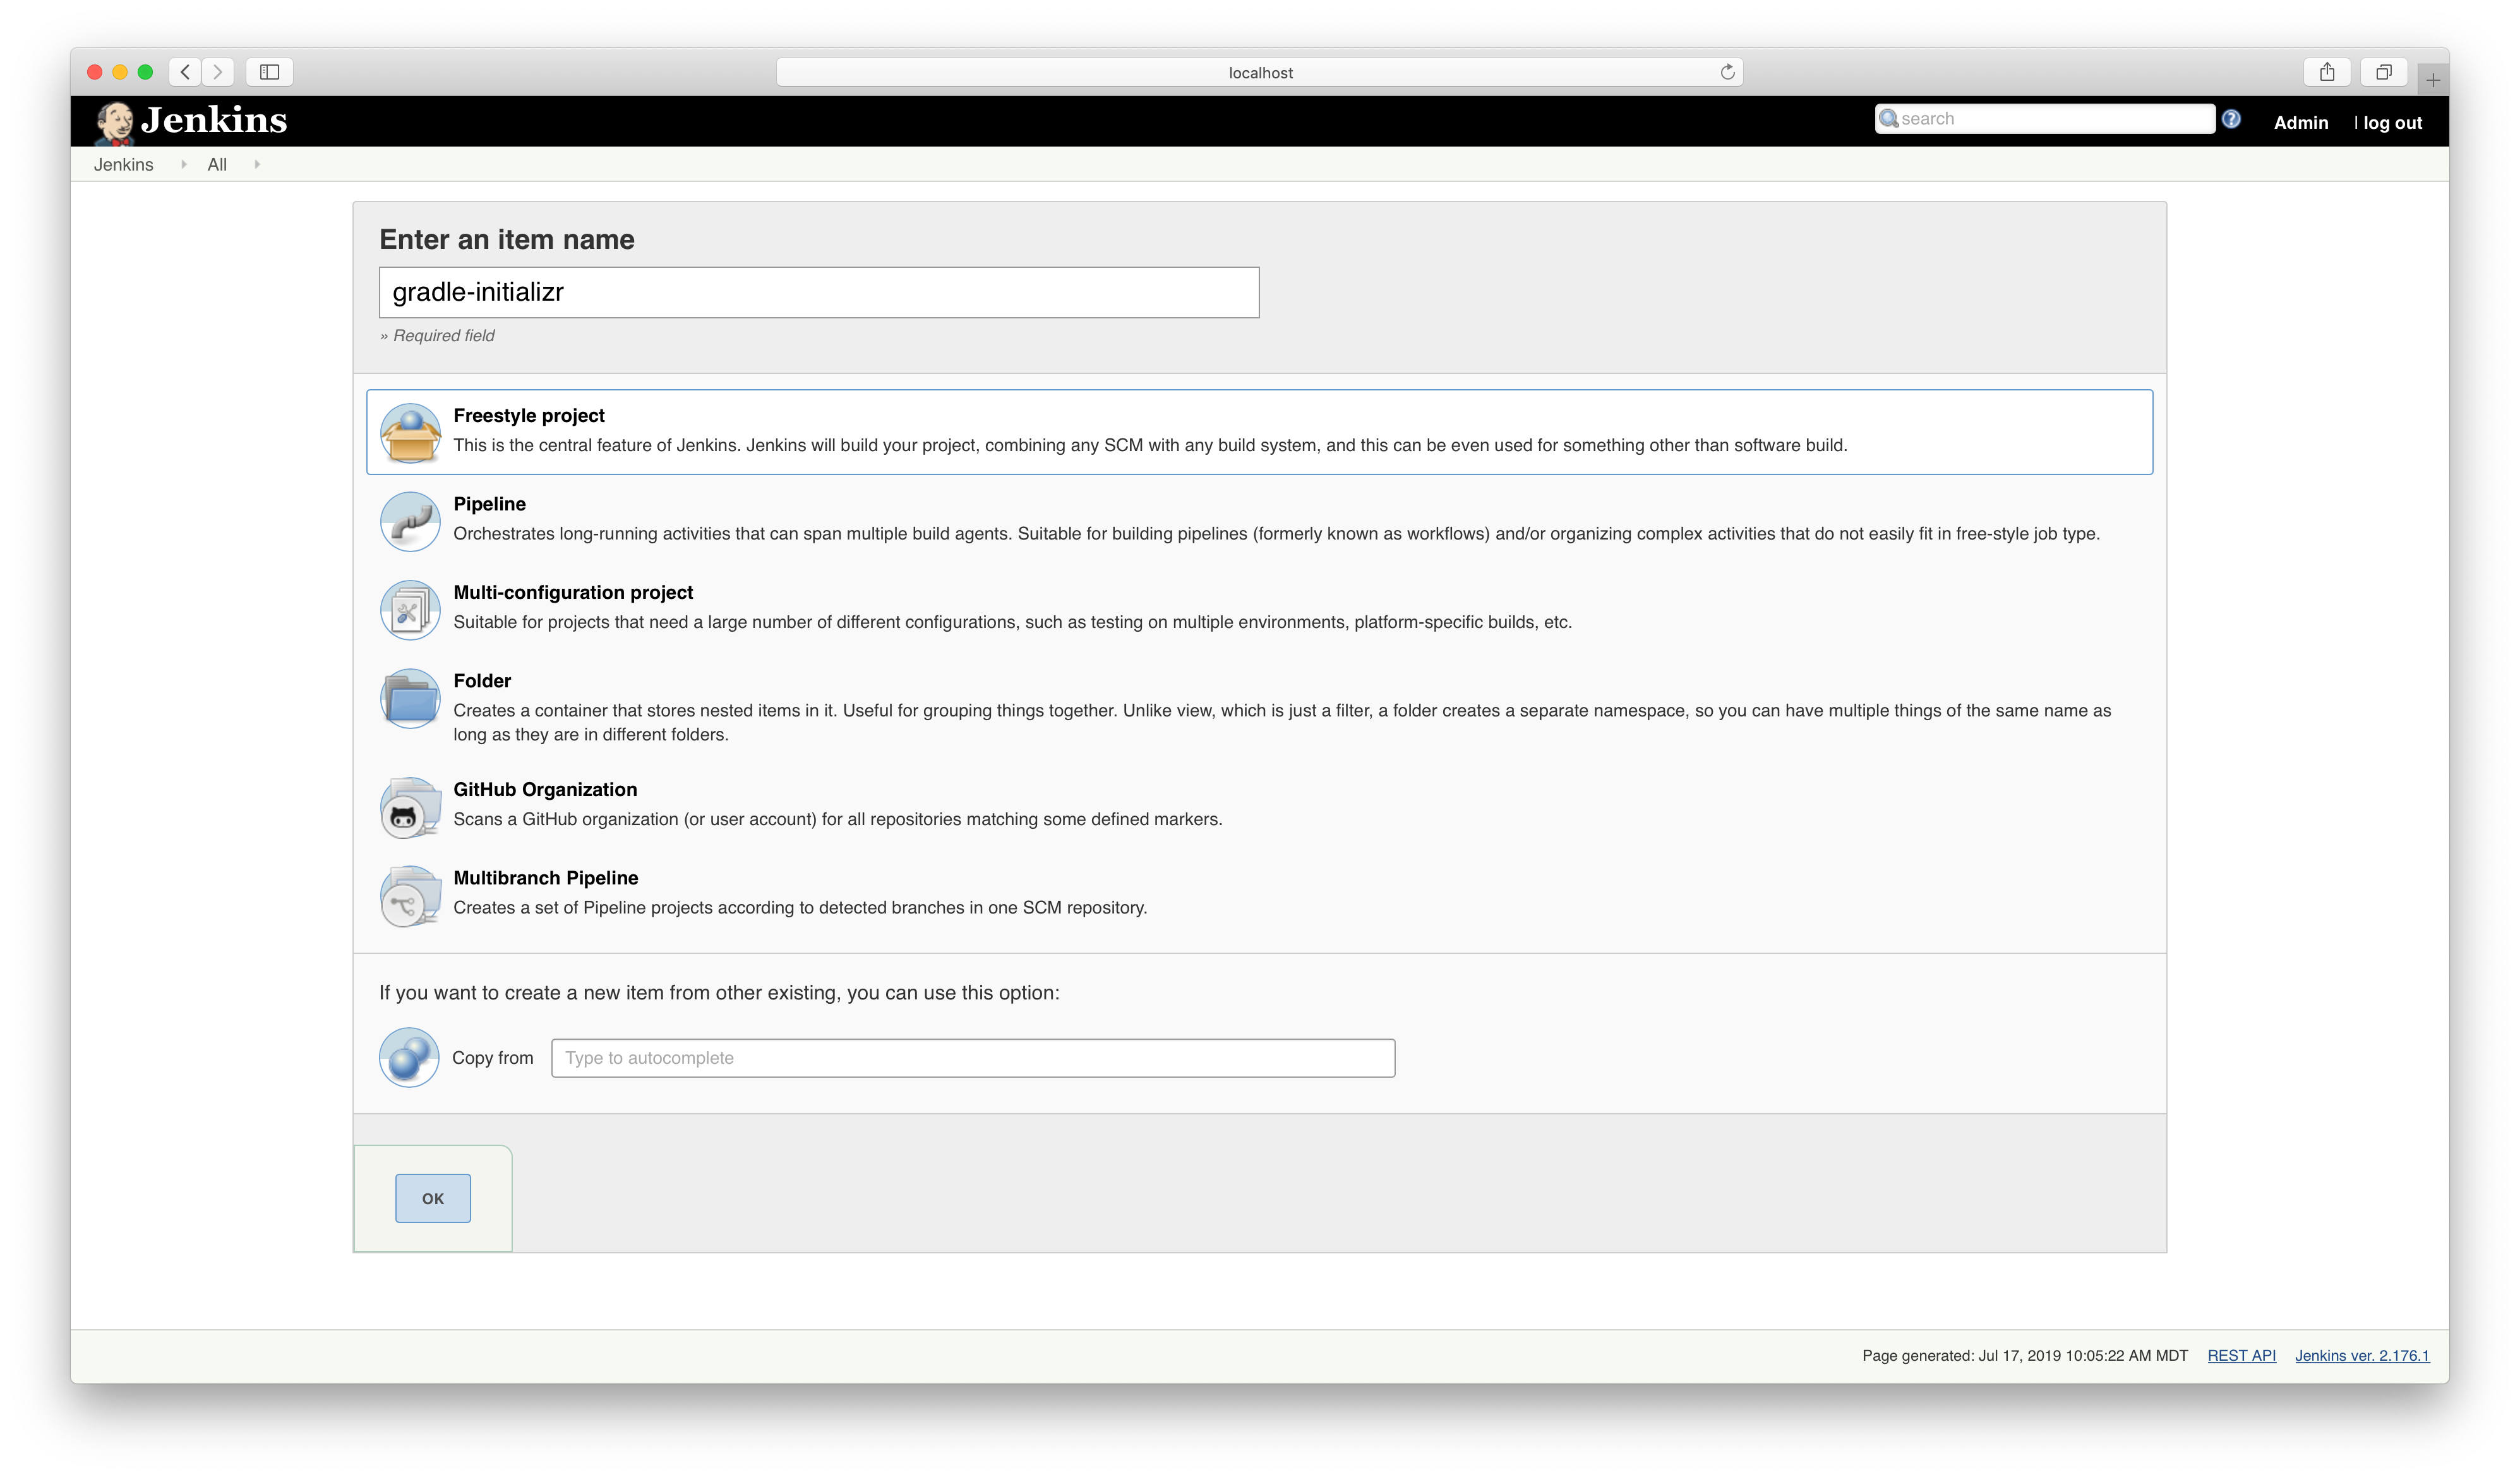 localhost
Jenkins
search
Admin
| log out
Jenkins
All
Enter an item name
gradle-initializr
» Required field
Freestyle project
This is the central feature of Jenkins. Jenkins will build your project, combining any SCM with any build system, and this can be even used for something other than software build.
Pipeline
Orchestrates long-running activities that can span multiple build agents. Suitable for building pipelines (formerly known as workflows) and/or organizing complex activities that do not easily fit in free-style job type.
Multi-configuration project
Suitable for projects that need a large number of different configurations, such as testing on multiple environments, platform-specific builds, etc.
Folder
Creates a container that stores nested items in it. Useful for grouping things together. Unlike view, which is just a filter, a folder creates a separate namespace, so you can have multiple things of the same name as
long as they are in different folders.
GitHub Organization
Scans a GitHub organization (or user account) for all repositories matching some defined markers.
Multibranch Pipeline
Creates a set of Pipeline projects according to detected branches in one SCM repository.
If you want to create a new item from other existing, you can use this option:
Copy from
Type to autocomplete
OK
Page generated: Jul 17, 2019 10:05:22 AM MDT
REST API
Jenkins ver. 2.176.1